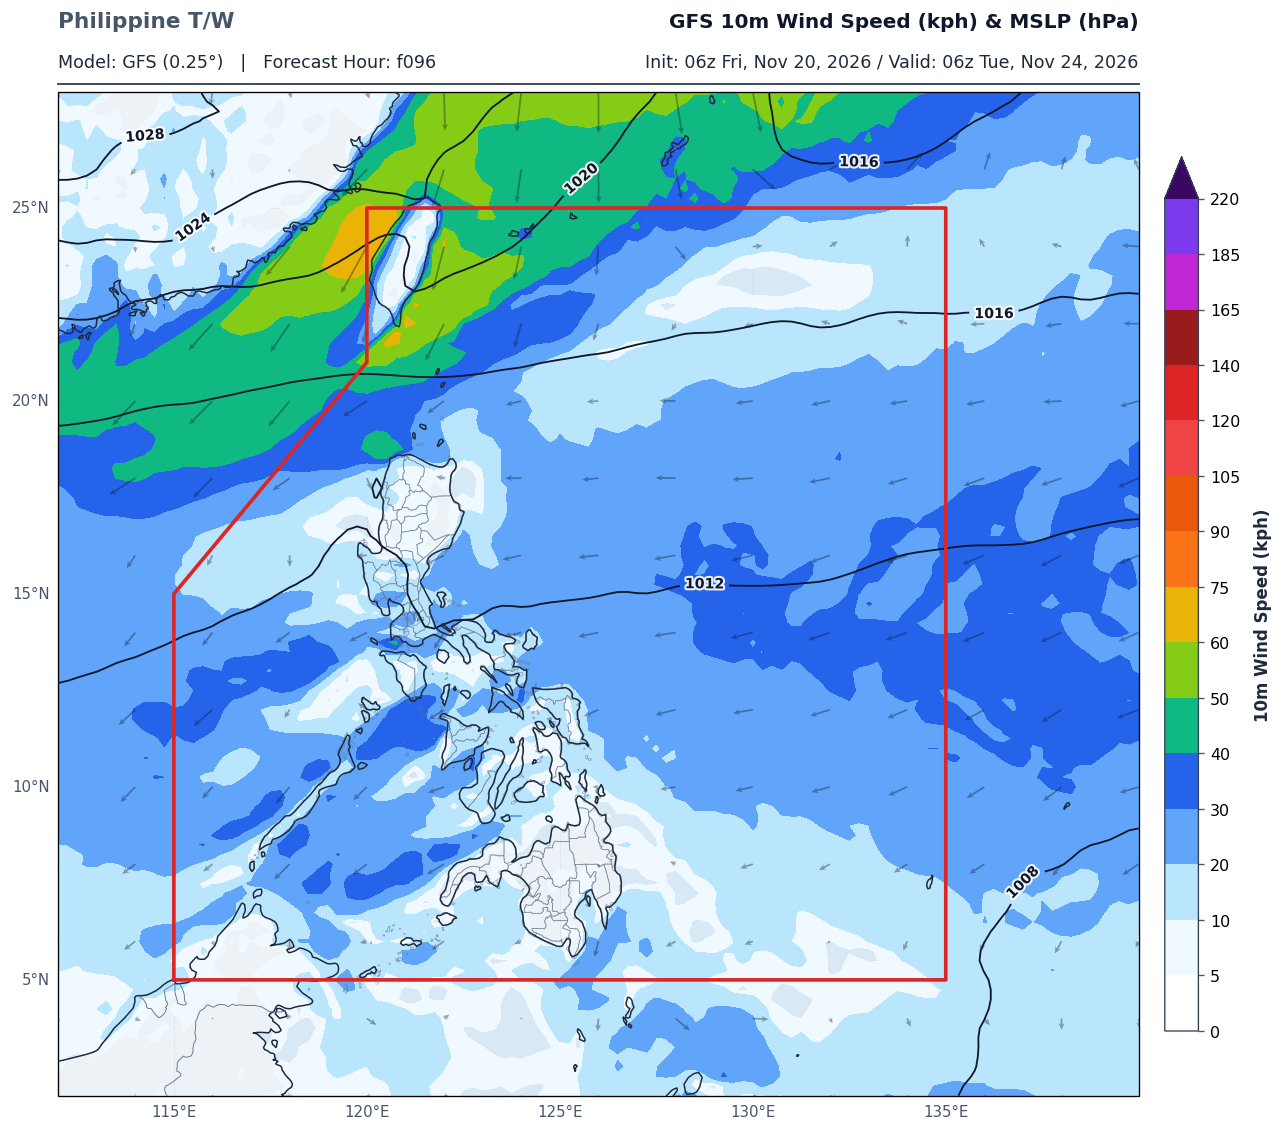 Philippine T/W
GFS 10m Wind Speed (kph) & MSLP (hPa)
Model: GFS (0.25°) | Forecast Hour: f096
Init: 06z Fri, Nov 20, 2026 / Valid: 06z Tue, Nov 24, 2026
1028
1024
1020
1016
1016
1012
1008
25°N
20°N
15°N
10°N
5°N
115°E
120°E
125°E
130°E
135°E
220
185
165
140
120
105
90
75
60
50
40
30
20
10
5
0
10m Wind Speed (kph)